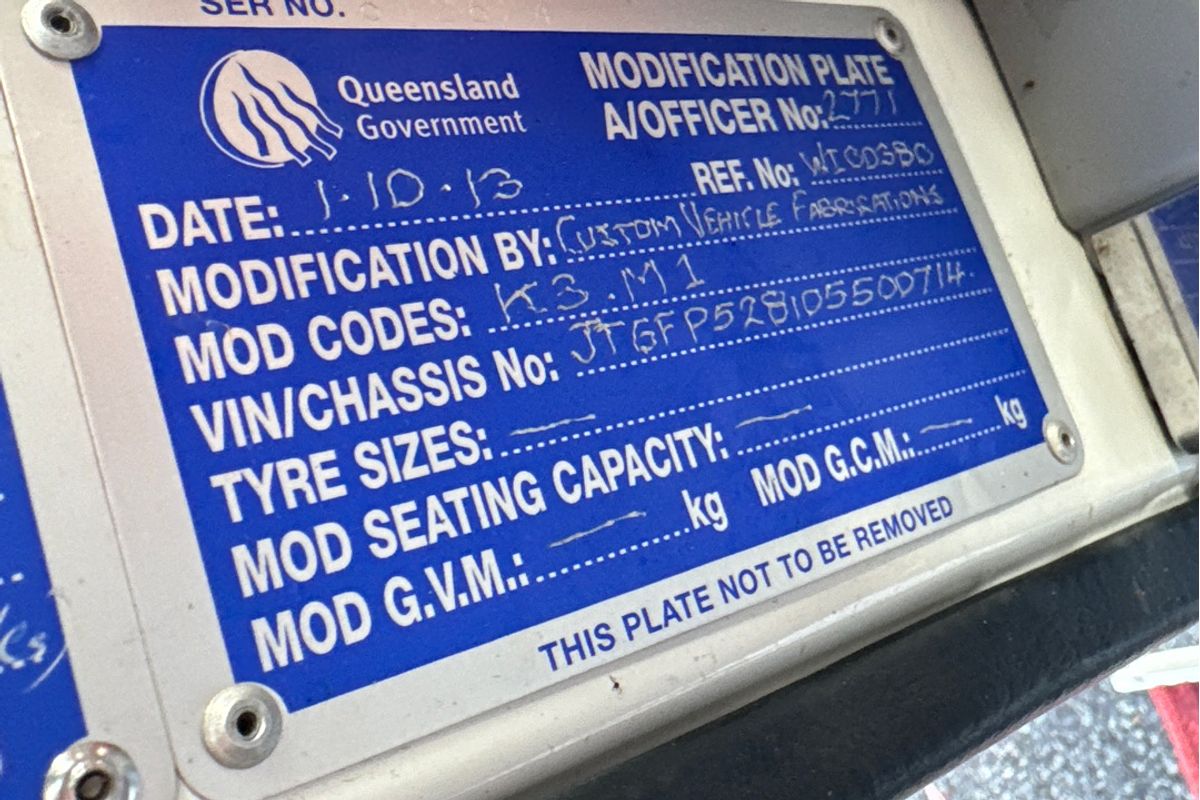 SER NO.
Queensland
Government
MODIFICATION PLATE
A/OFFICER No: 2771
DATE: 1.10.13 REF. No: WICD380
MODIFICATION BY: CUSTOM VEHICLE FABRICATIONS
MOD CODES: K3.M1
VIN/CHASSIS No: JTGFP528105500714.
TYRE SIZES: —
MOD SEATING CAPACITY: —
MOD G.V.M.: — kg MOD G.C.M.: — kg
THIS PLATE NOT TO BE REMOVED